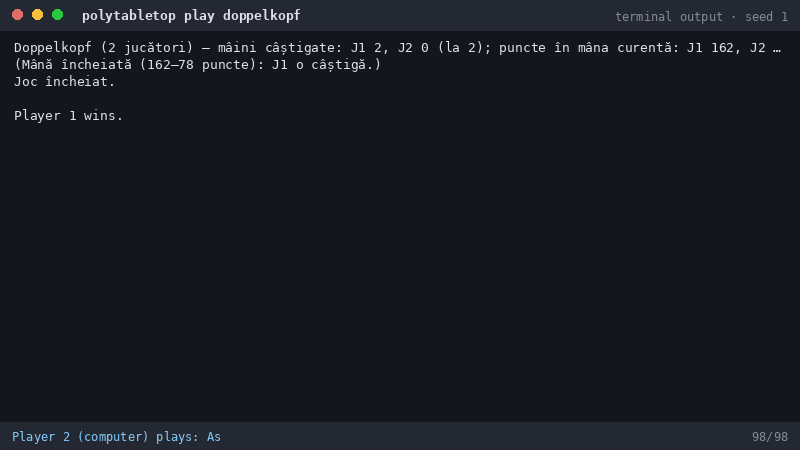 polytabletop play doppelkopf
terminal output · seed 1
Doppelkopf (2 jucători) — mâini câștigate: J1 2, J2 0 (la 2); puncte în mâna curentă: J1 162, J2 …
(Mână încheiată (162–78 puncte): J1 o câștigă.)
Joc încheiat.
Player 1 wins.
Player 2 (computer) plays: As
98/98